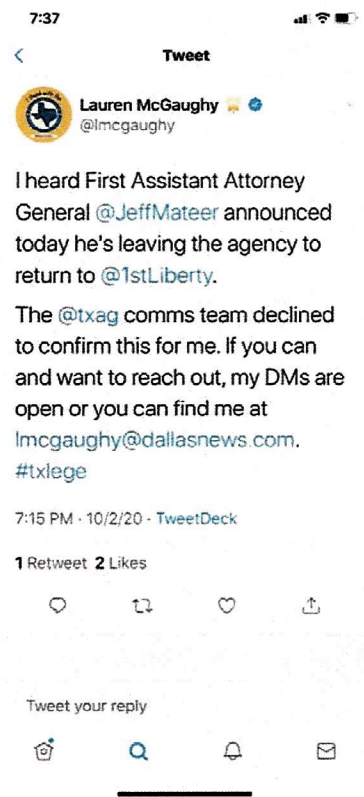 7:37
Tweet
Lauren McGaughy
@lmcgaughy
I heard First Assistant Attorney
General @JeffMateer announced
today he's leaving the agency to
return to @1stLiberty.
The @txag comms team declined
to confirm this for me. If you can
and want to reach out, my DMs are
open or you can find me at
lmcgaughy@dallasnews.com.
#txlege
7:15 PM · 10/2/20 · TweetDeck
1 Retweet 2 Likes
Tweet your reply